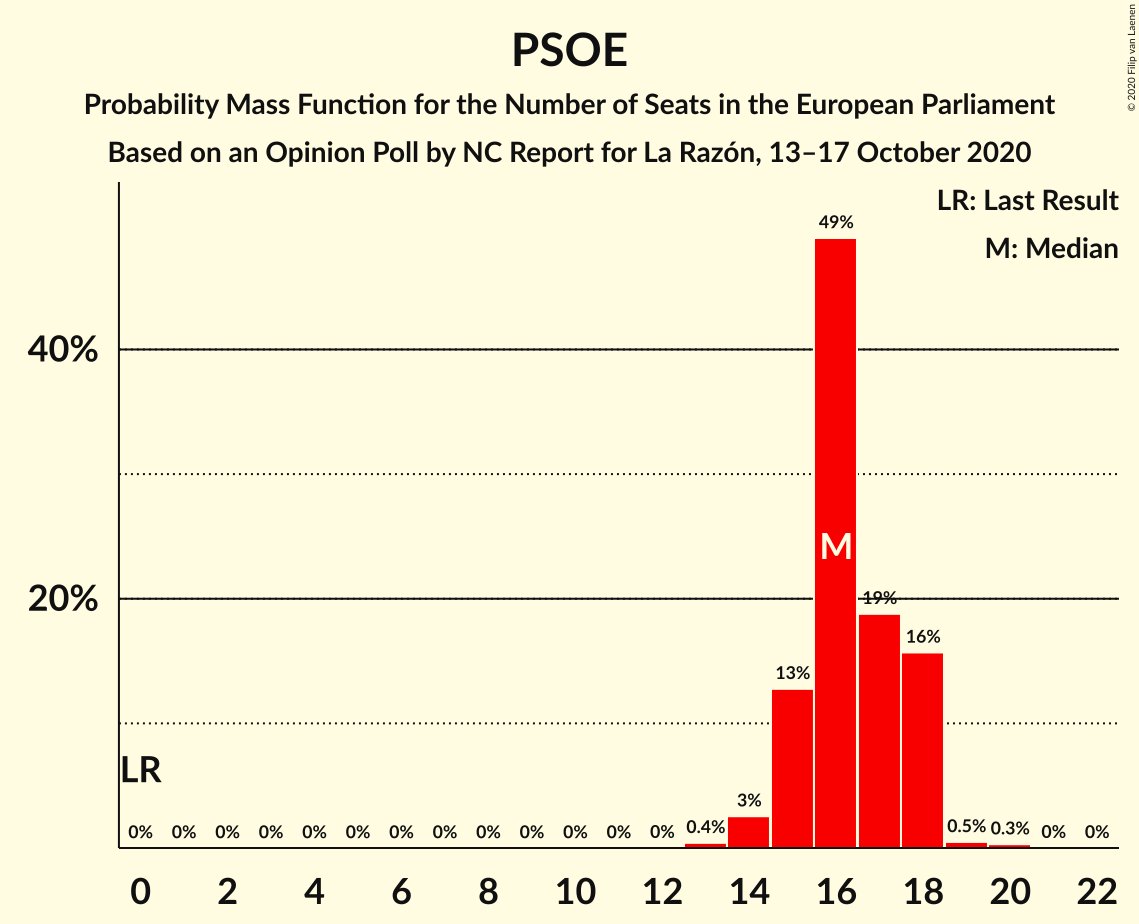 PSOE
Probability Mass Function for the Number of Seats in the European Parliament
Based on an Opinion Poll by NC Report for La Razón, 13–17 October 2020
© 2020 Filip van Laenen
LR: Last Result
M: Median
49%
40%
M
20%
19%
16%
13%
LR
3%
0% 0% 0% 0% 0% 0% 0% 0% 0% 0% 0% 0% 0% 0.4% 0.5% 0.3% 0% 0%
0 2 4 6 8 10 12 14 16 18 20 22